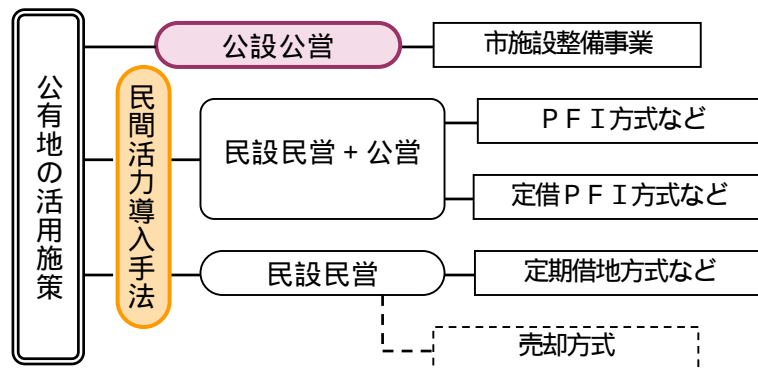 公有地の活用施策
公設公営
市施設整備事業
民間活力導入手法
民設民営 + 公営
ＰＦＩ方式など
定借ＰＦＩ方式など
民設民営
定期借地方式など
売却方式